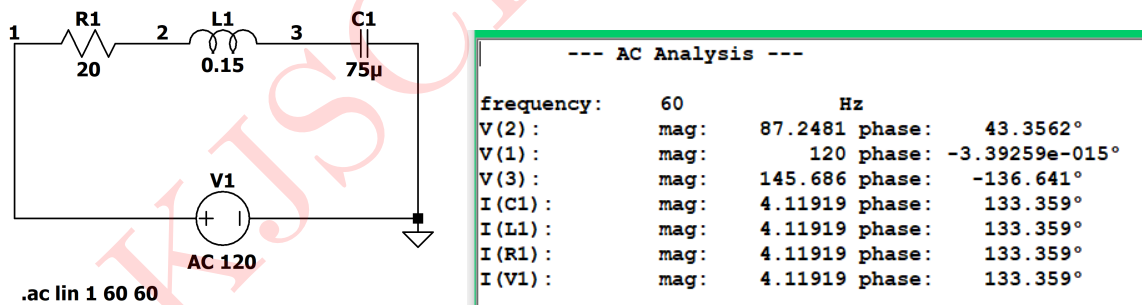 R1 L1 C1
1 2 3
20 0.15 75µ
V1
+ |
AC 120
.ac lin 1 60 60
KJSC
--- AC Analysis ---
frequency: 60 Hz
V(2): mag: 87.2481 phase: 43.3562°
V(1): mag: 120 phase: -3.39259e-015°
V(3): mag: 145.686 phase: -136.641°
I(C1): mag: 4.11919 phase: 133.359°
I(L1): mag: 4.11919 phase: 133.359°
I(R1): mag: 4.11919 phase: 133.359°
I(V1): mag: 4.11919 phase: 133.359°